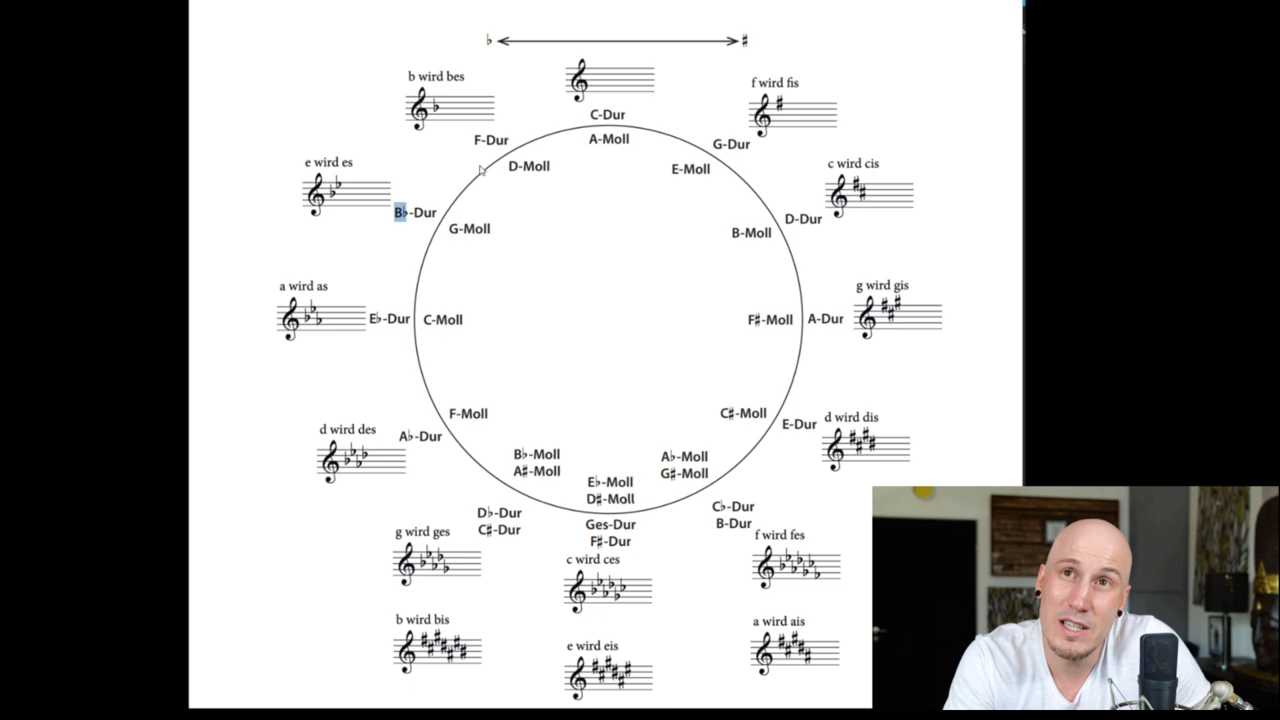 ♭ ♯
b wird bes
C-Dur
A-Moll
f wird fis
F-Dur
D-Moll
G-Dur
E-Moll
e wird es
B♭-Dur
G-Moll
c wird cis
D-Dur
B-Moll
a wird as
E♭-Dur
C-Moll
g wird gis
F♯-Moll
A-Dur
d wird des
A♭-Dur
F-Moll
C♯-Moll
E-Dur
d wird dis
B♭-Moll
A♯-Moll
E♭-Moll
D♯-Moll
A♭-Moll
G♯-Moll
D♭-Dur
C♯-Dur
g wird ges
Ges-Dur
F♯-Dur
c wird ces
C♭-Dur
B-Dur
f wird fes
b wird bis
e wird eis
a wird ais